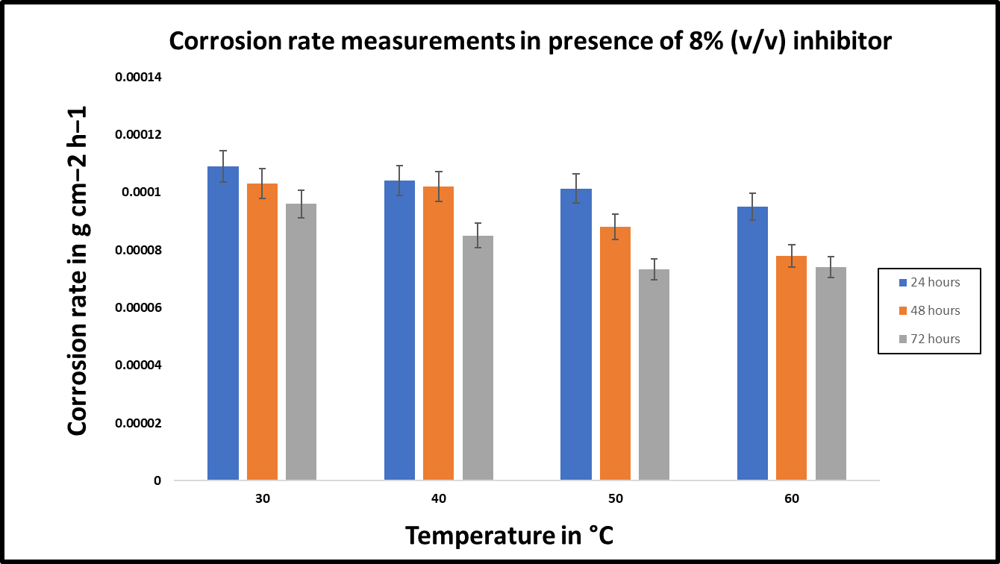 Corrosion rate measurements in presence of 8% (v/v) inhibitor
Corrosion rate in g cm−2 h−1
0.00014
0.00012
0.0001
0.00008
0.00006
0.00004
0.00002
0
30 40 50 60
Temperature in °C
24 hours
48 hours
72 hours